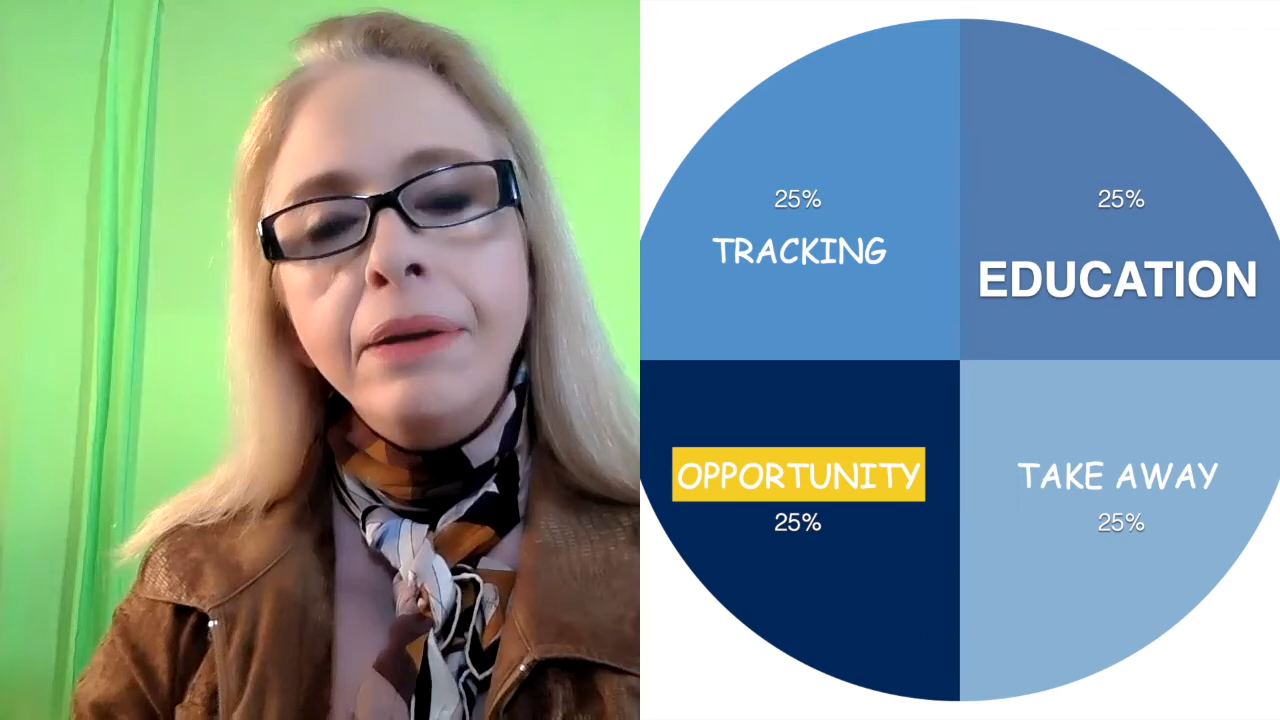 25%
TRACKING
25%
EDUCATION
OPPORTUNITY
25%
TAKE AWAY
25%